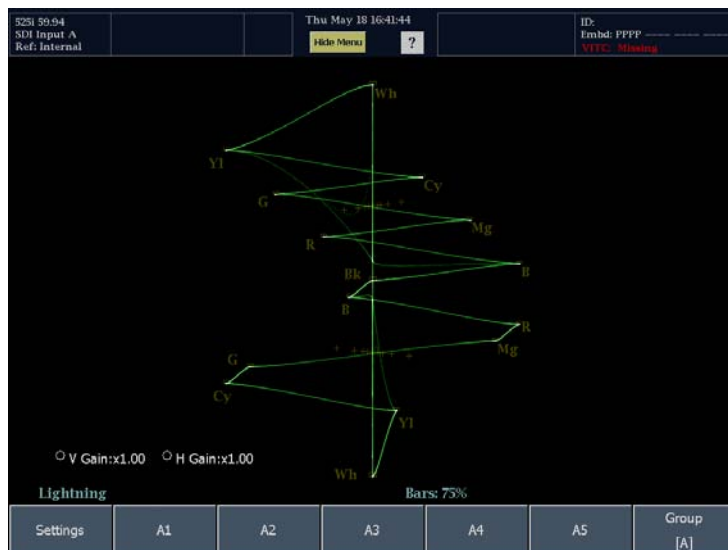 525i 59.94
SDI Input A
Ref: Internal
Thu May 18 16:41:44
Hide Menu
?
ID:
Embd: PPPP ---- ---- ----
VITC: Missing
Wh
Yl
Cy
G
Mg
R
B
Bk
B
R
Mg
G
Cy
Yl
Wh
V Gain:x1.00
H Gain:x1.00
Lightning
Bars: 75%
Settings
A1
A2
A3
A4
A5
Group
[A]